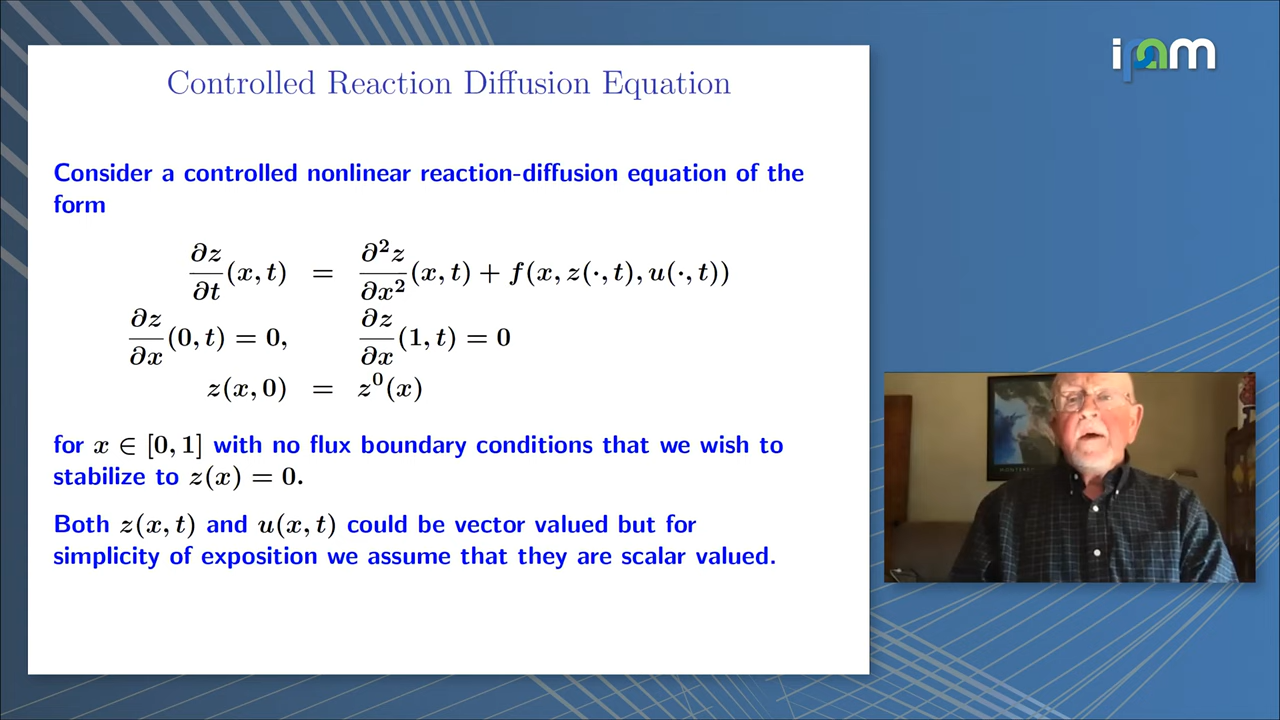 ipam
Controlled Reaction Diffusion Equation
Consider a controlled nonlinear reaction-diffusion equation of the
form
∂z/∂t (x, t) = ∂²z/∂x² (x, t) + f(x, z(·, t), u(·, t))
∂z/∂x (0, t) = 0, ∂z/∂x (1, t) = 0
z(x, 0) = z⁰(x)
for x ∈ [0, 1] with no flux boundary conditions that we wish to
stabilize to z(x) = 0.
Both z(x, t) and u(x, t) could be vector valued but for
simplicity of exposition we assume that they are scalar valued.